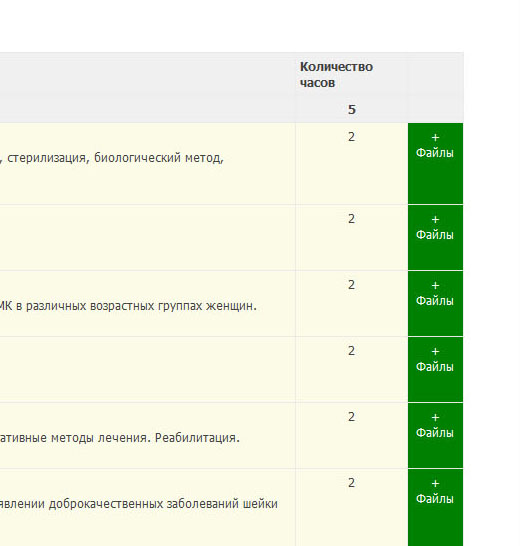 Количество
часов
5
2
+
Файлы
, стерилизация, биологический метод,
2
+
Файлы
2
+
Файлы
МК в различных возрастных группах женщин.
2
+
Файлы
2
+
Файлы
ативные методы лечения. Реабилитация.
2
+
Файлы
явлении доброкачественных заболеваний шейки